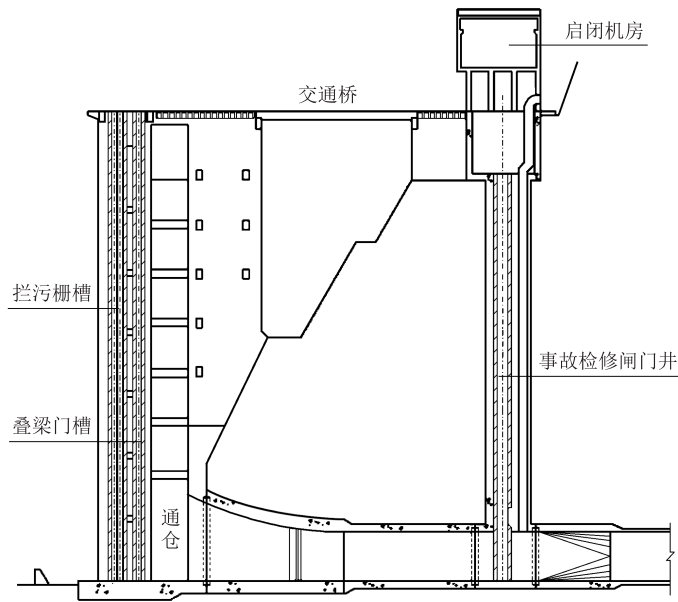 启闭机房
交通桥
拦污栅槽
事故检修闸门井
叠梁门槽
通仓